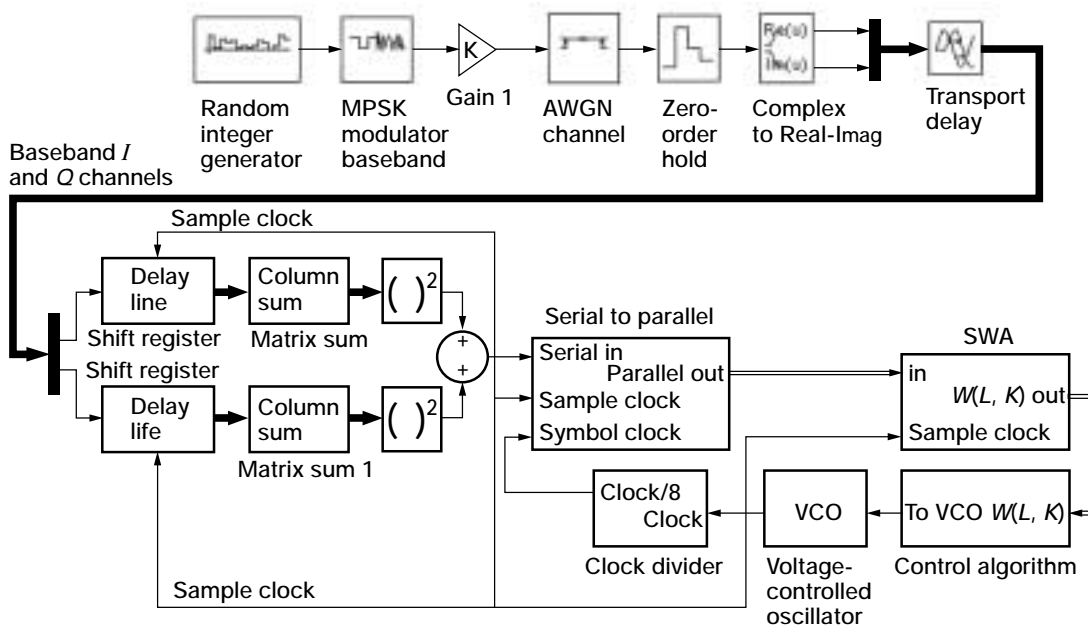 Re(u)
Im(u)
K
Gain 1
Random
integer
generator
MPSK
modulator
baseband
AWGN
channel
Zero-
order
hold
Complex
to Real-Imag
Transport
delay
Baseband I
and Q channels
Sample clock
Delay
line
Column
sum
( )²
Shift register
Matrix sum
Shift register
Delay
life
Column
sum
( )²
Matrix sum 1
+
+
Serial to parallel
Serial in
Parallel out
Sample clock
Symbol clock
SWA
in
W(L, K) out
Sample clock
Clock/8
Clock
VCO
To VCO W(L, K)
Clock divider
Voltage-
controlled
oscillator
Control algorithm
Sample clock